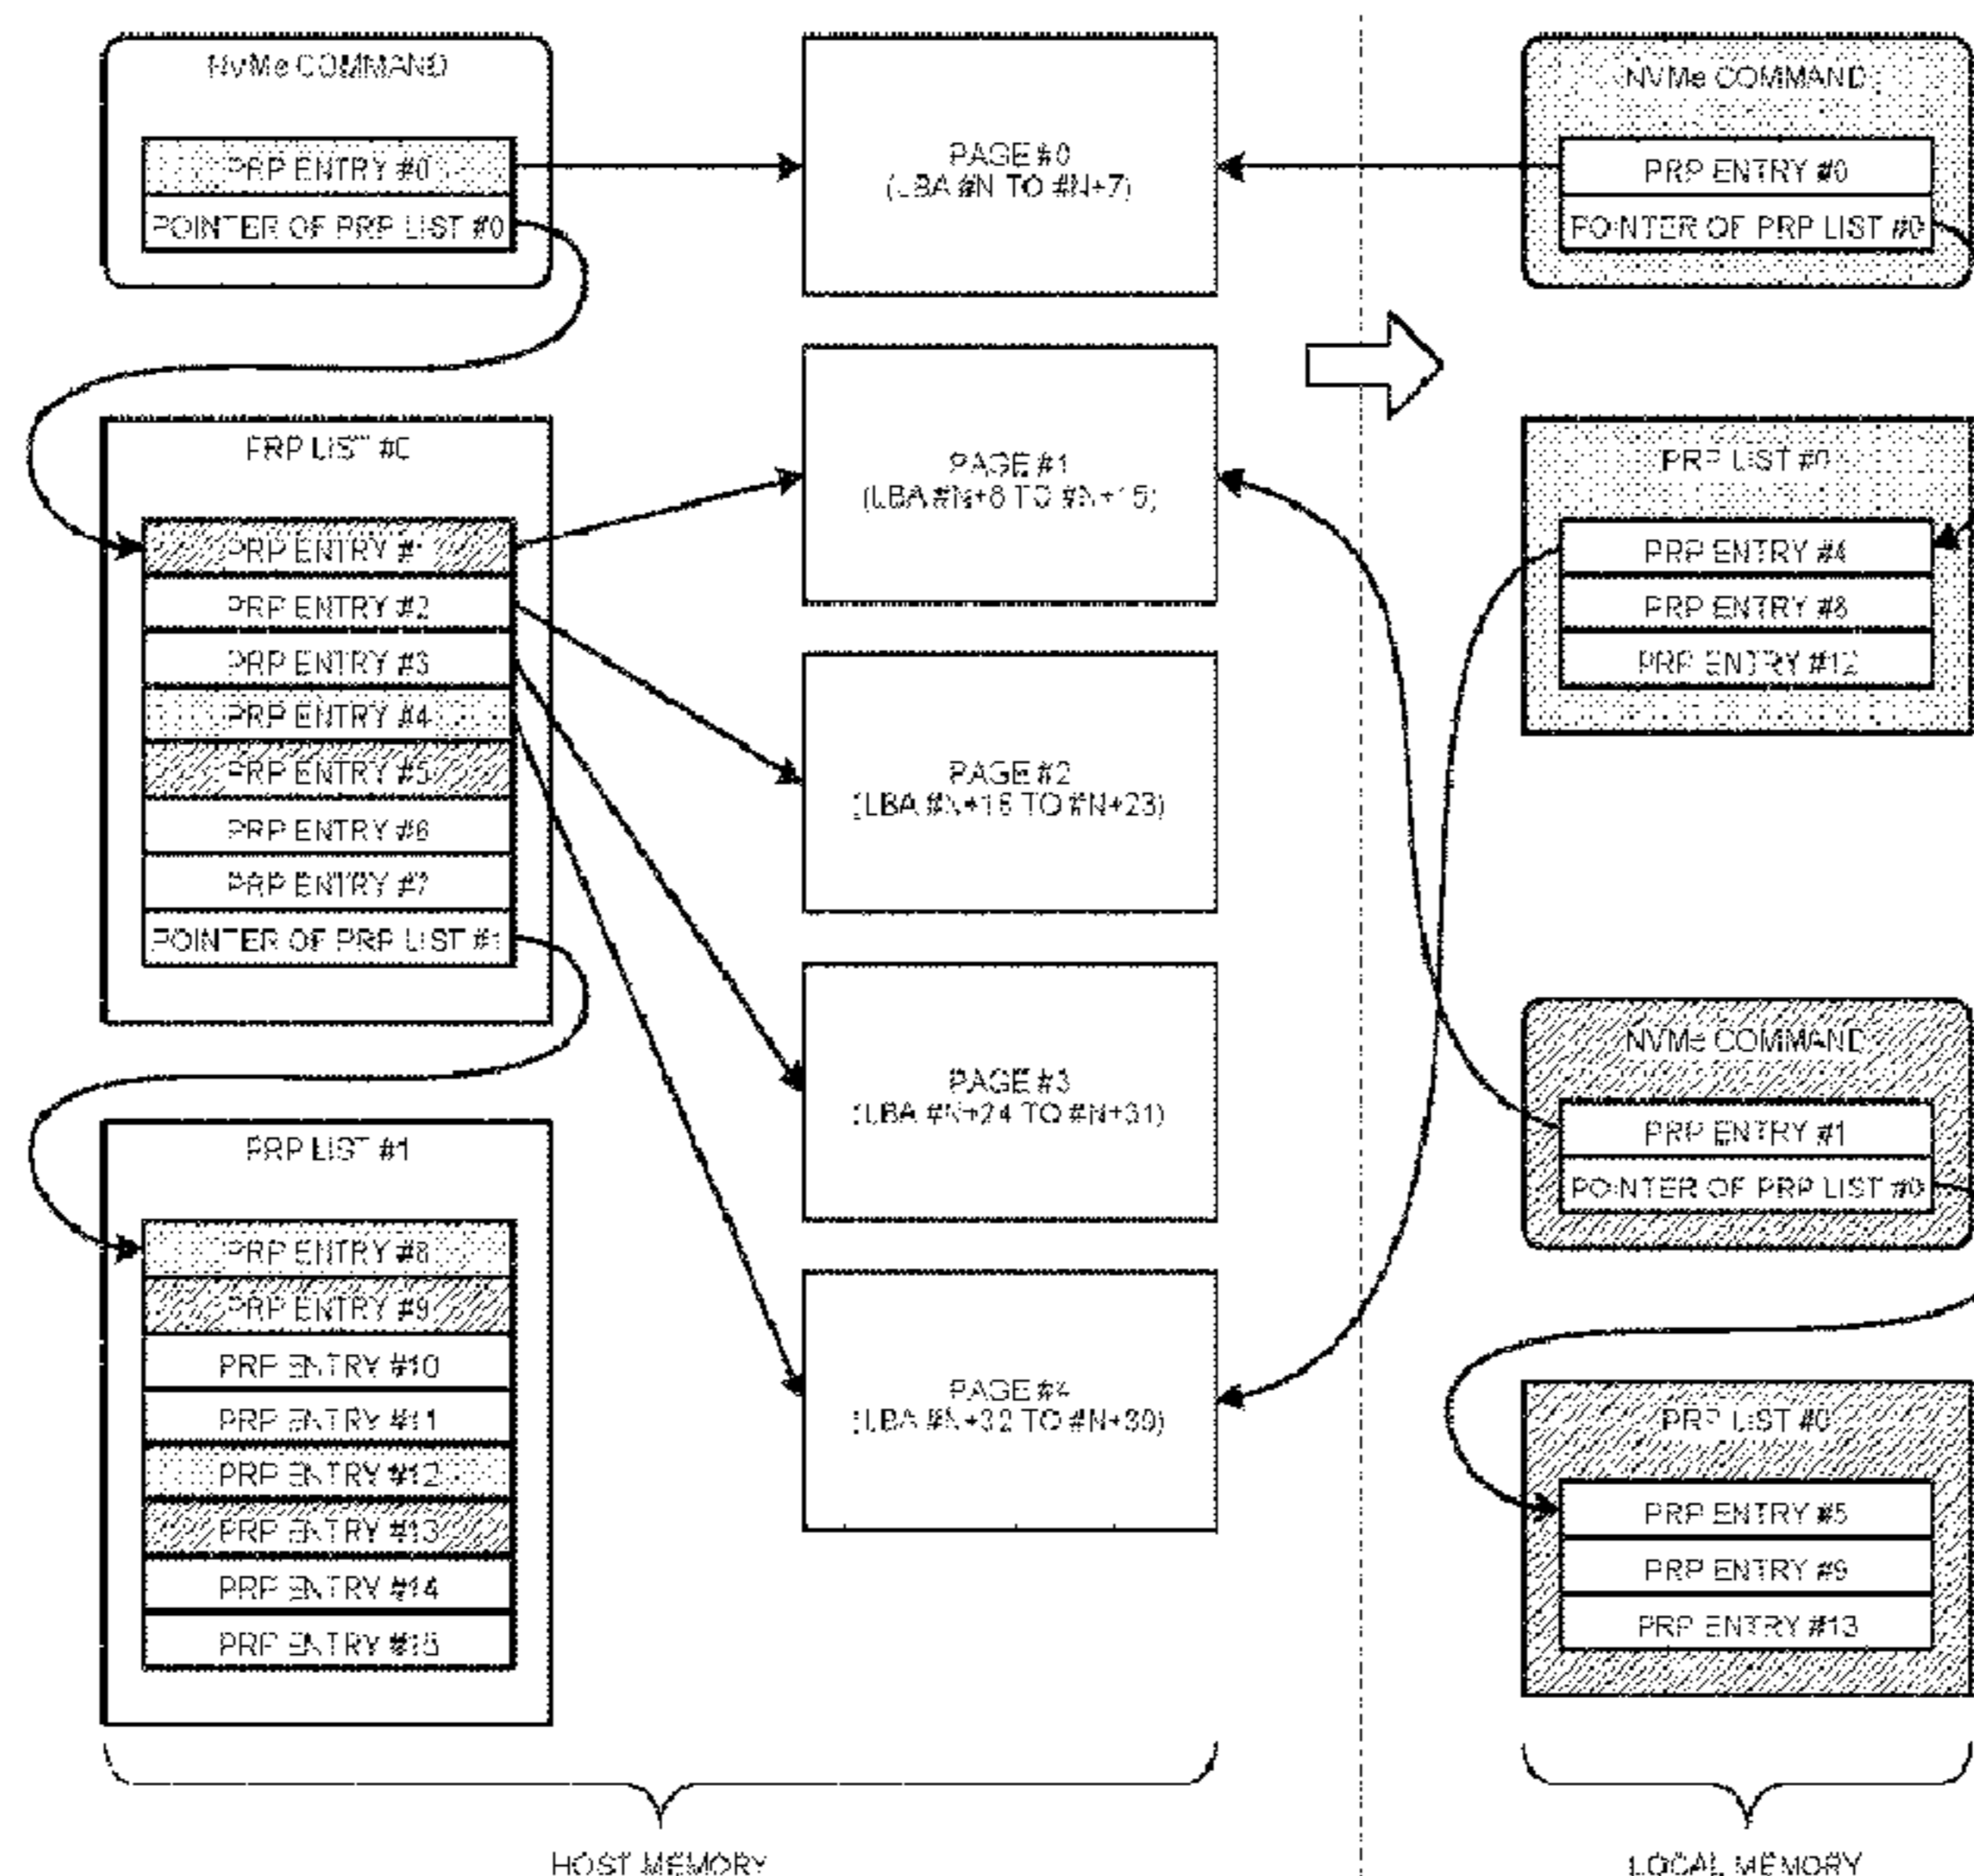 NVMe COMMAND
PRP ENTRY #0
POINTER OF PRP LIST #0
PRP LIST #0
PRP ENTRY #1
PRP ENTRY #2
PRP ENTRY #3
PRP ENTRY #4
PRP ENTRY #5
PRP ENTRY #6
PRP ENTRY #7
POINTER OF PRP LIST #1
PRP LIST #1
PRP ENTRY #8
PRP ENTRY #9
PRP ENTRY #10
PRP ENTRY #11
PRP ENTRY #12
PRP ENTRY #13
PRP ENTRY #14
PRP ENTRY #15
PAGE #0
(LBA #N TO #N+7)
PAGE #1
(LBA #N+8 TO #N+15)
PAGE #2
(LBA #N+16 TO #N+23)
PAGE #3
(LBA #N+24 TO #N+31)
PAGE #4
(LBA #N+32 TO #N+39)
HOST MEMORY
NVMe COMMAND
PRP ENTRY #0
POINTER OF PRP LIST #0
PRP LIST #0
PRP ENTRY #4
PRP ENTRY #8
PRP ENTRY #12
NVMe COMMAND
PRP ENTRY #1
POINTER OF PRP LIST #0
PRP LIST #0
PRP ENTRY #5
PRP ENTRY #9
PRP ENTRY #13
LOCAL MEMORY